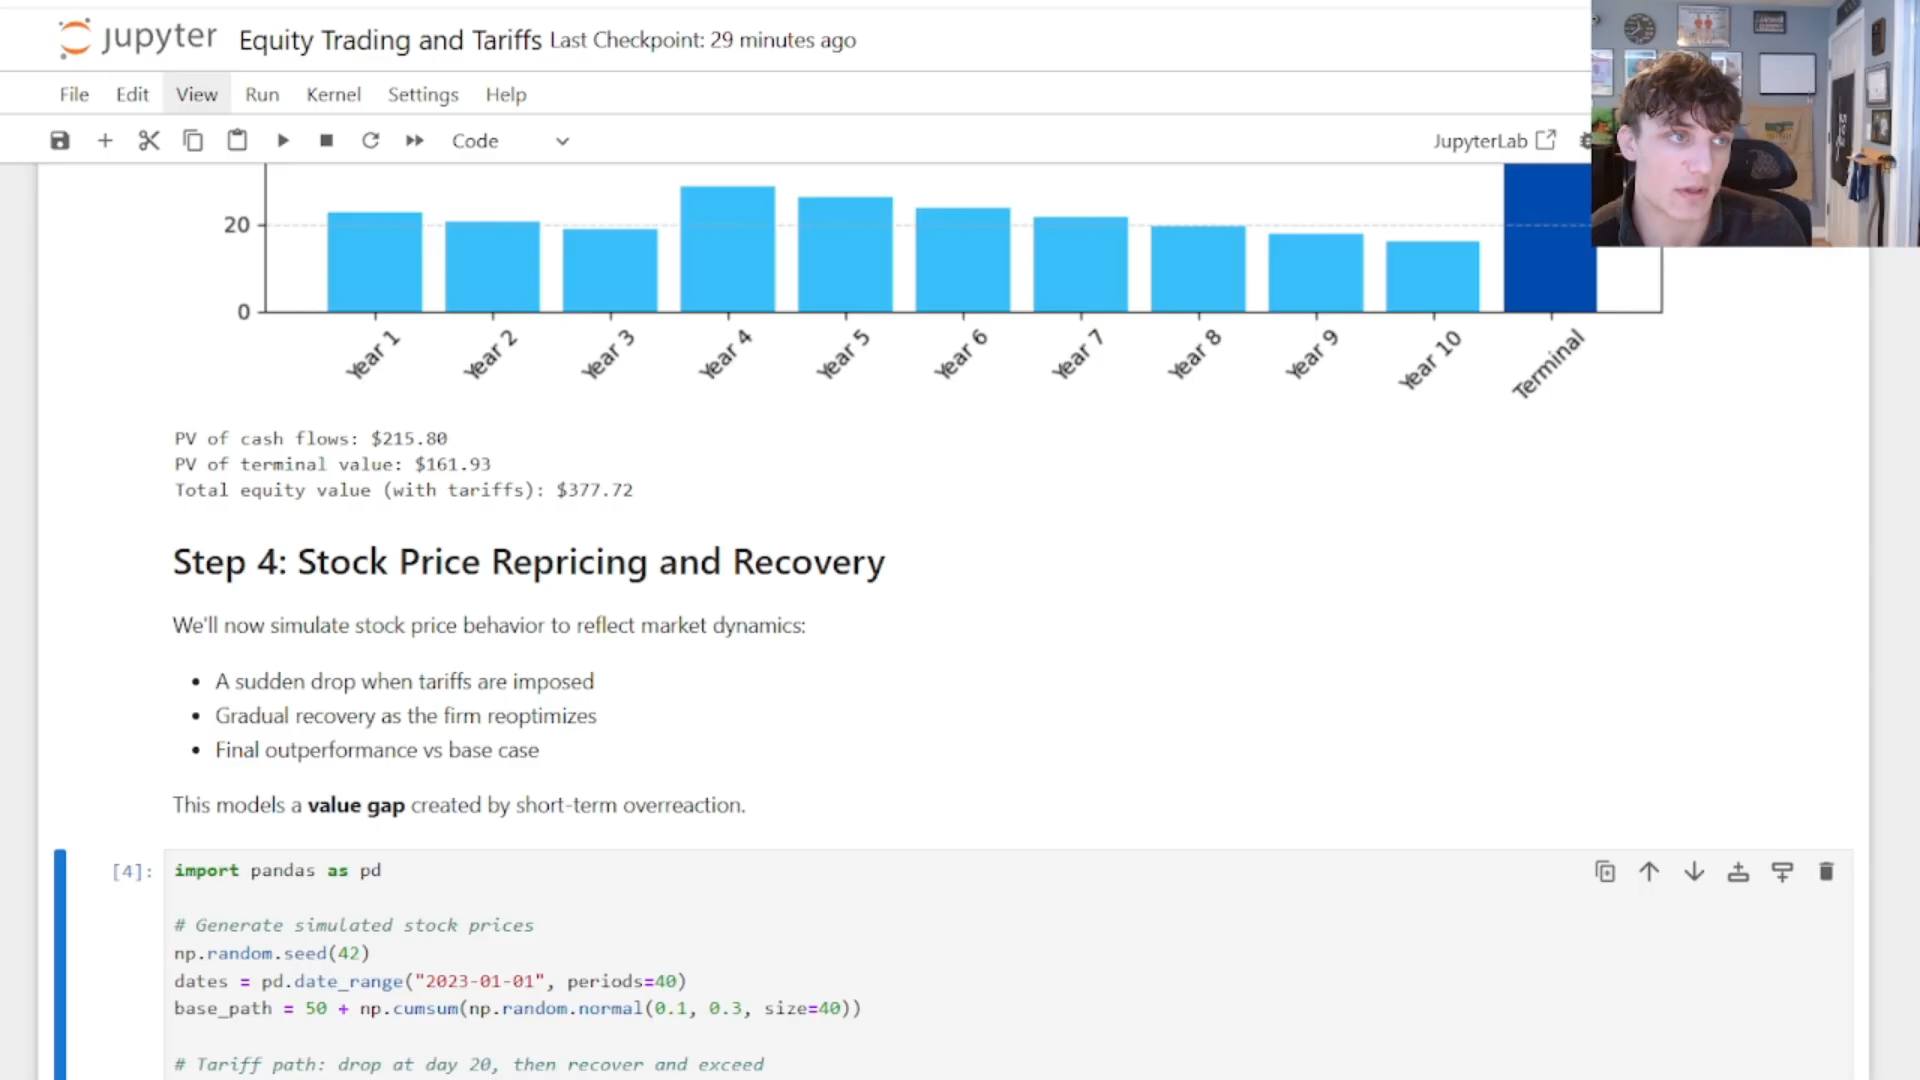 jupyter Equity Trading and Tariffs Last Checkpoint: 29 minutes ago
File Edit View Run Kernel Settings Help
Code JupyterLab
20
0
Year 1 Year 2 Year 3 Year 4 Year 5 Year 6 Year 7 Year 8 Year 9 Year 10 Terminal
PV of cash flows: $215.80
PV of terminal value: $161.93
Total equity value (with tariffs): $377.72
Step 4: Stock Price Repricing and Recovery
We'll now simulate stock price behavior to reflect market dynamics:
• A sudden drop when tariffs are imposed
• Gradual recovery as the firm reoptimizes
• Final outperformance vs base case
This models a value gap created by short-term overreaction.
[4]: import pandas as pd
# Generate simulated stock prices
np.random.seed(42)
dates = pd.date_range("2023-01-01", periods=40)
base_path = 50 + np.cumsum(np.random.normal(0.1, 0.3, size=40))
# Tariff path: drop at day 20, then recover and exceed